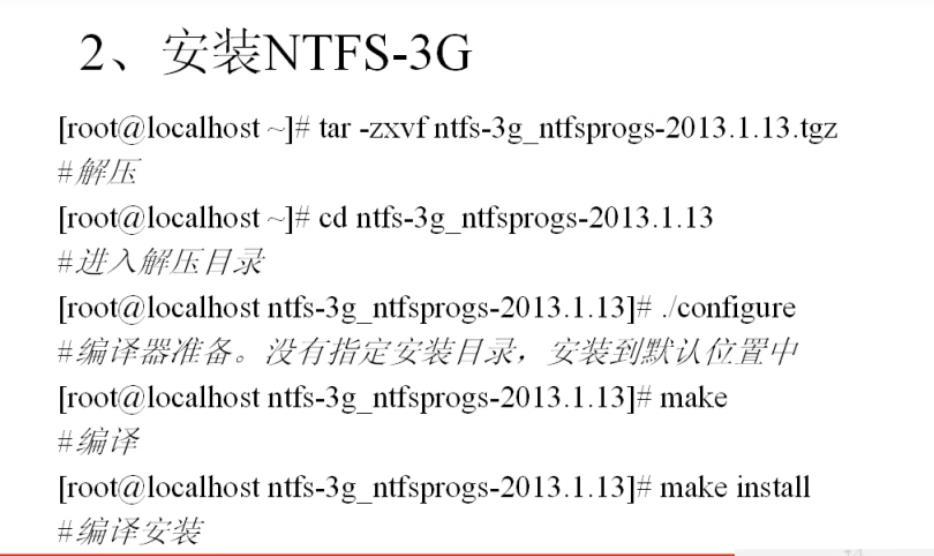 2、安装NTFS-3G
[root@localhost ~]# tar -zxvf ntfs-3g_ntfsprogs-2013.1.13.tgz
#解压
[root@localhost ~]# cd ntfs-3g_ntfsprogs-2013.1.13
#进入解压目录
[root@localhost ntfs-3g_ntfsprogs-2013.1.13]# ./configure
#编译器准备。没有指定安装目录，安装到默认位置中
[root@localhost ntfs-3g_ntfsprogs-2013.1.13]# make
#编译
[root@localhost ntfs-3g_ntfsprogs-2013.1.13]# make install
#编译安装